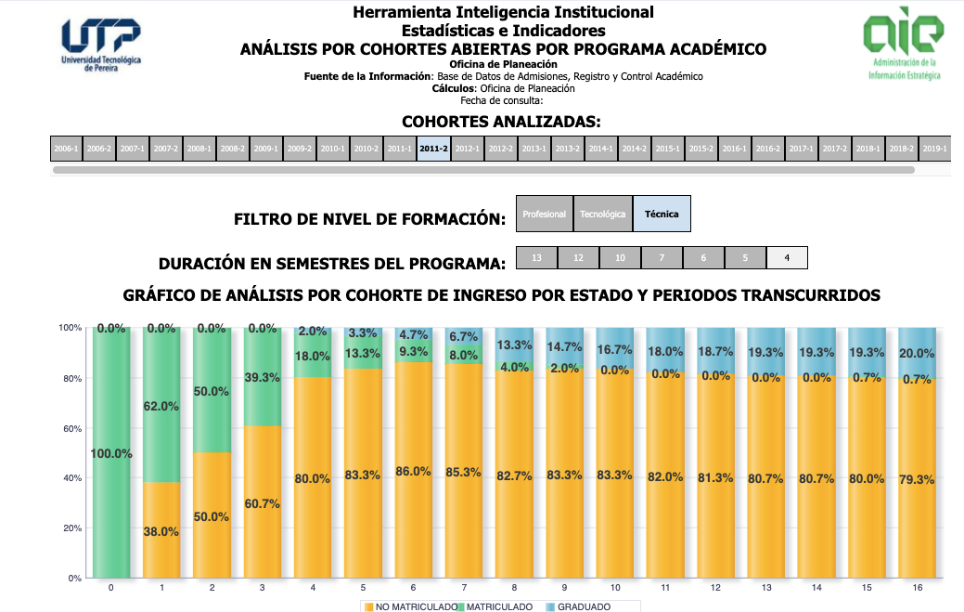 Herramienta Inteligencia Institucional
Estadísticas e Indicadores
ANÁLISIS POR COHORTES ABIERTAS POR PROGRAMA ACADÉMICO
Oficina de Planeación
Fuente de la Información: Base de Datos de Admisiones, Registro y Control Académico
Cálculos: Oficina de Planeación
Fecha de consulta:
UTP
Universidad Tecnológica
de Pereira
aie
Administración de la
Información Estratégica
COHORTES ANALIZADAS:
2006-1 2006-2 2007-1 2007-2 2008-1 2008-2 2009-1 2009-2 2010-1 2010-2 2011-1 2011-2 2012-1 2012-2 2013-1 2013-2 2014-1 2014-2 2015-1 2015-2 2016-1 2016-2 2017-1 2017-2 2018-1 2018-2 2019-1
FILTRO DE NIVEL DE FORMACIÓN: Profesional Tecnológica Técnica
DURACIÓN EN SEMESTRES DEL PROGRAMA: 13 12 10 7 6 5 4
GRÁFICO DE ANÁLISIS POR COHORTE DE INGRESO POR ESTADO Y PERIODOS TRANSCURRIDOS
100%
80%
60%
40%
20%
0%
0.0% 0.0% 0.0% 0.0% 2.0% 3.3% 4.7% 6.7% 13.3% 14.7% 16.7% 18.0% 18.7% 19.3% 19.3% 19.3% 20.0%
100.0% 62.0% 50.0% 39.3% 18.0% 13.3% 9.3% 8.0% 4.0% 2.0% 0.0% 0.0% 0.0% 0.0% 0.0% 0.7% 0.7%
38.0% 50.0% 60.7% 80.0% 83.3% 86.0% 85.3% 82.7% 83.3% 83.3% 82.0% 81.3% 80.7% 80.7% 80.0% 79.3%
0 1 2 3 4 5 6 7 8 9 10 11 12 13 14 15 16
NO MATRICULADO MATRICULADO GRADUADO